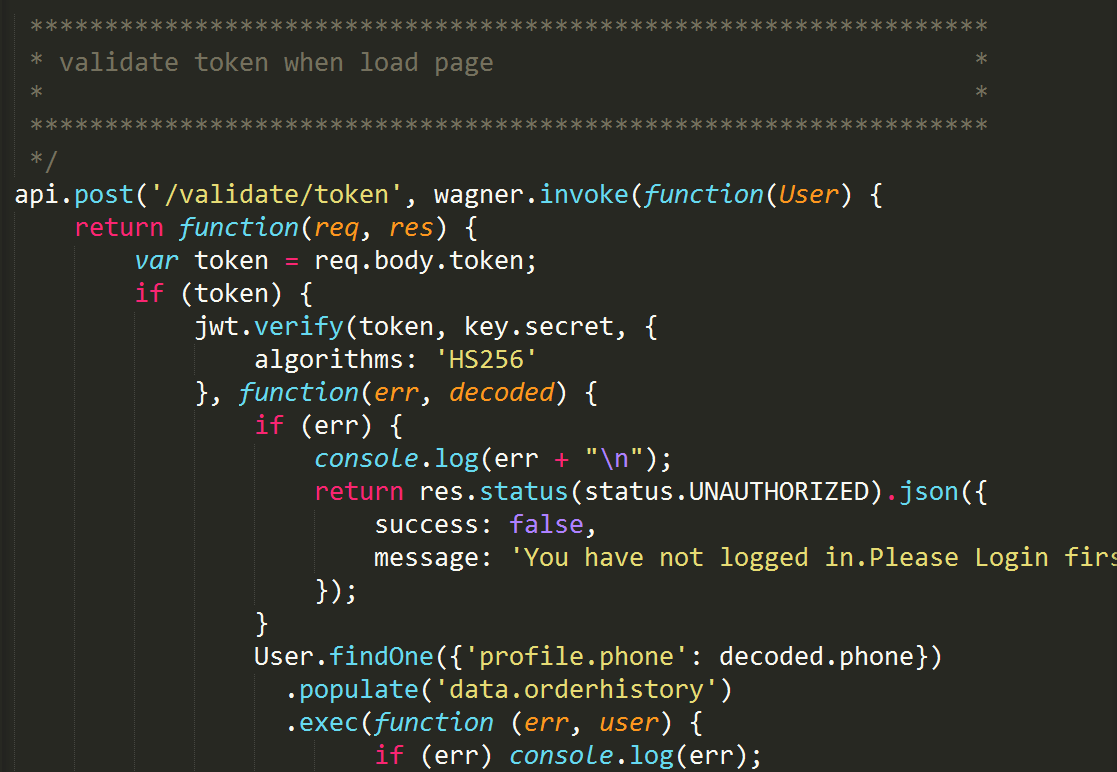 ****************************************************************
* validate token when load page                                *
*                                                              *
****************************************************************
*/
api.post('/validate/token', wagner.invoke(function(User) {
    return function(req, res) {
        var token = req.body.token;
        if (token) {
            jwt.verify(token, key.secret, {
                algorithms: 'HS256'
            }, function(err, decoded) {
                if (err) {
                    console.log(err + "\n");
                    return res.status(status.UNAUTHORIZED).json({
                        success: false,
                        message: 'You have not logged in.Please Login
                    });
                }
                User.findOne({'profile.phone': decoded.phone})
                  .populate('data.orderhistory')
                  .exec(function (err, user) {
                        if (err) console.log(err);